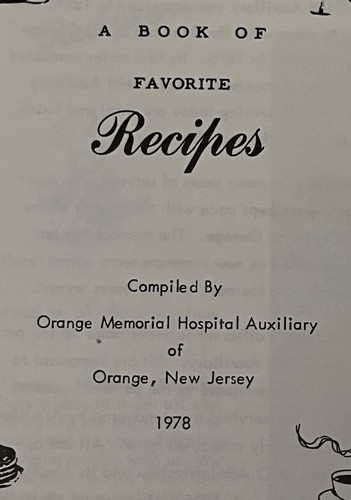 A BOOK OF
FAVORITE
Recipes
Compiled By
Orange Memorial Hospital Auxiliary
of
Orange, New Jersey
1978